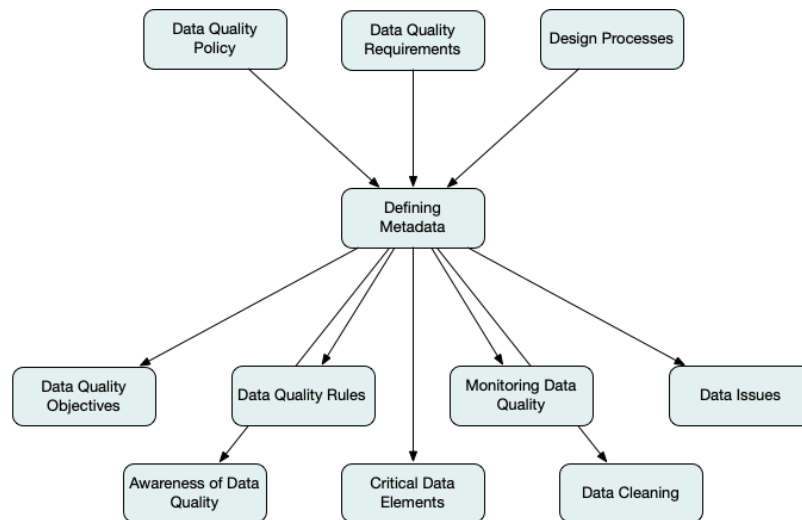 Data Quality
Policy
Data Quality
Requirements
Design Processes
Defining
Metadata
Data Quality
Objectives
Data Quality Rules
Monitoring Data
Quality
Data Issues
Awareness of Data
Quality
Critical Data
Elements
Data Cleaning